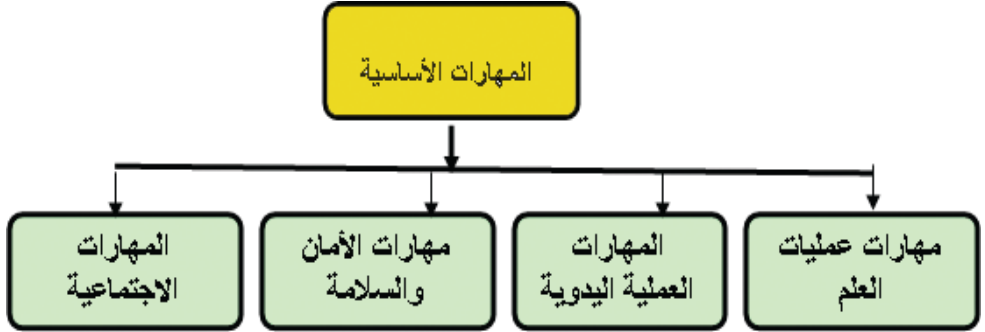 المهارات الأساسية
مهارات عمليات
العلم
المهارات
العملية اليدوية
مهارات الأمان
والسلامة
المهارات
الاجتماعية